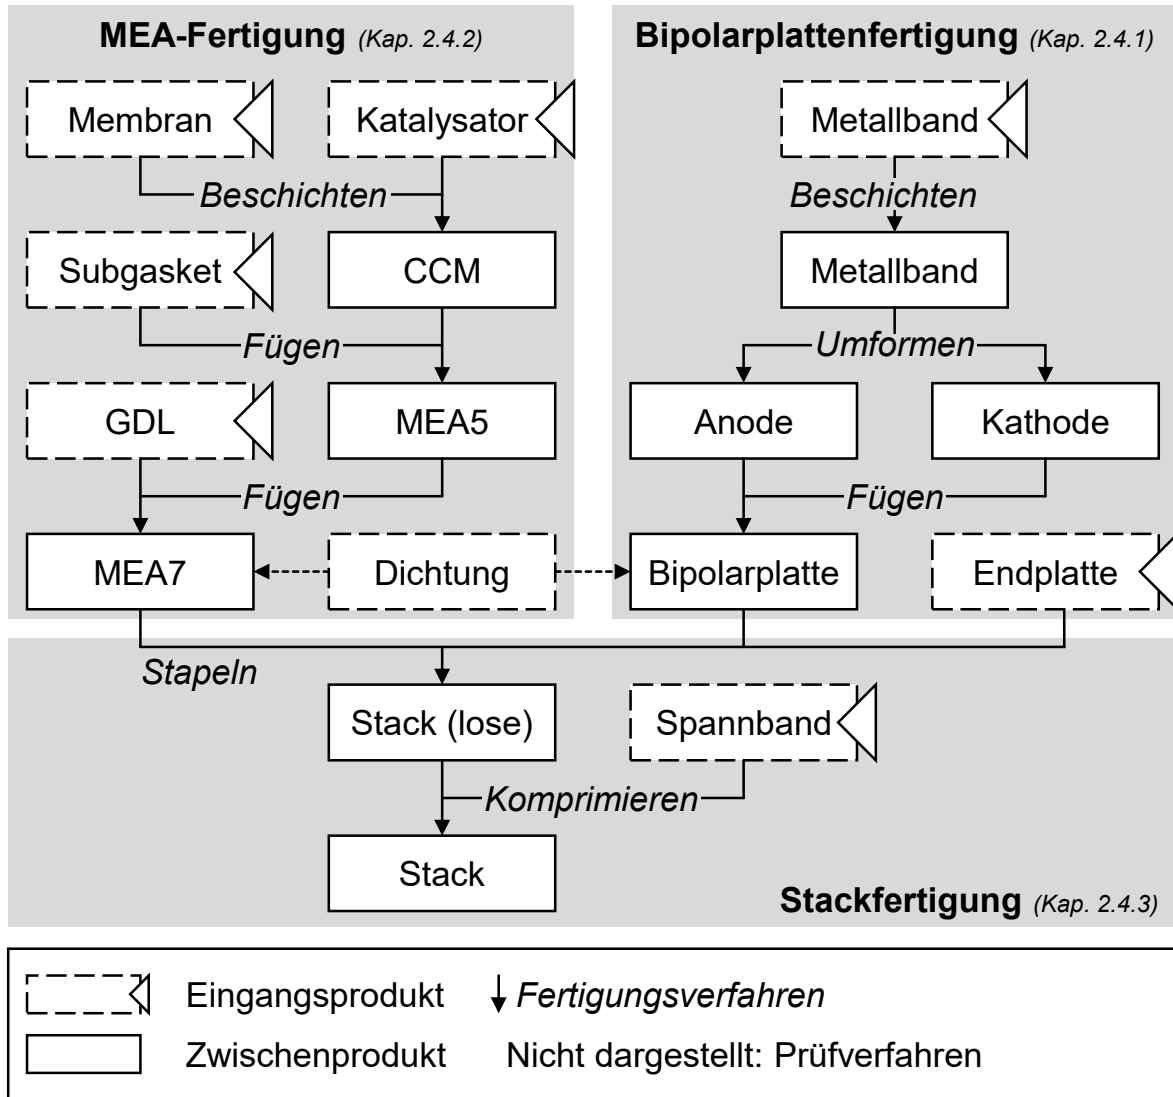 MEA-Fertigung (Kap. 2.4.2)
Membran
Katalysator
Beschichten
Subgasket
CCM
Fügen
GDL
MEA5
Fügen
MEA7
Dichtung
Bipolarplattenfertigung (Kap. 2.4.1)
Metallband
Beschichten
Metallband
Umformen
Anode
Kathode
Fügen
Bipolarplatte
Endplatte
Stapeln
Stack (lose)
Spannband
Komprimieren
Stack
Stackfertigung (Kap. 2.4.3)
Eingangsprodukt
Fertigungsverfahren
Zwischenprodukt
Nicht dargestellt: Prüfverfahren